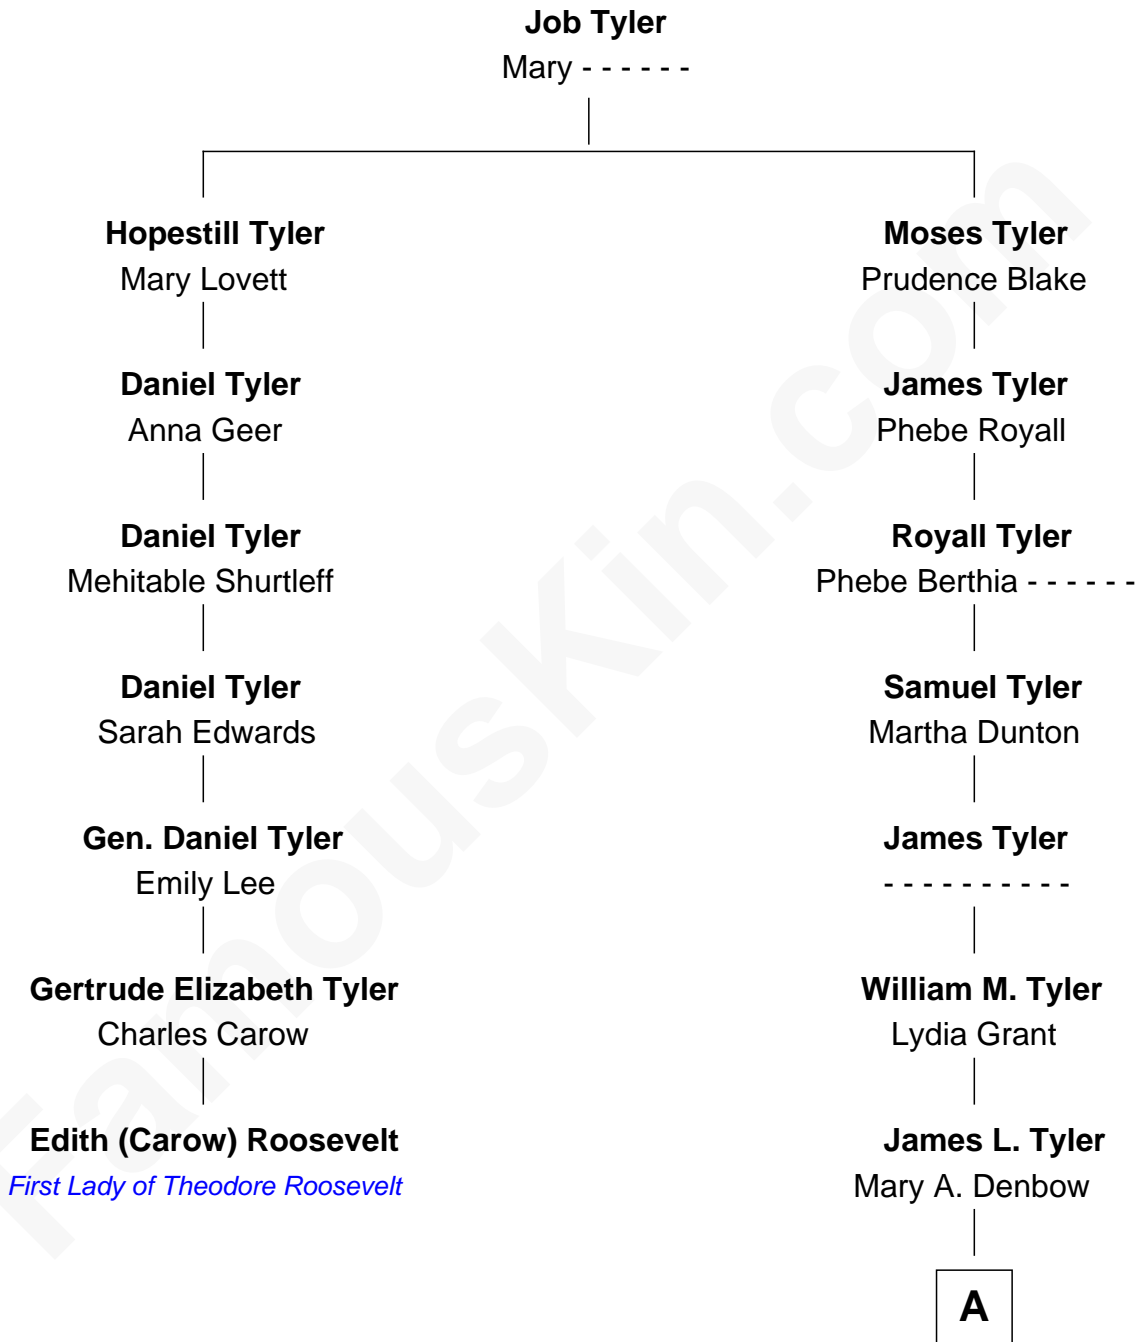 Job Tyler
Mary - - - - - -
Hopestill Tyler
Mary Lovett
Daniel Tyler
Anna Geer
Daniel Tyler
Mehitable Shurtleff
Daniel Tyler
Sarah Edwards
Gen. Daniel Tyler
Emily Lee
Gertrude Elizabeth Tyler
Charles Carow
Edith (Carow) Roosevelt
First Lady of Theodore Roosevelt
Moses Tyler
Prudence Blake
James Tyler
Phebe Royall
Royall Tyler
Phebe Berthia - - - - - -
Samuel Tyler
Martha Dunton
James Tyler
- - - - - - - - - -
William M. Tyler
Lydia Grant
James L. Tyler
Mary A. Denbow
A
FamousKin.com